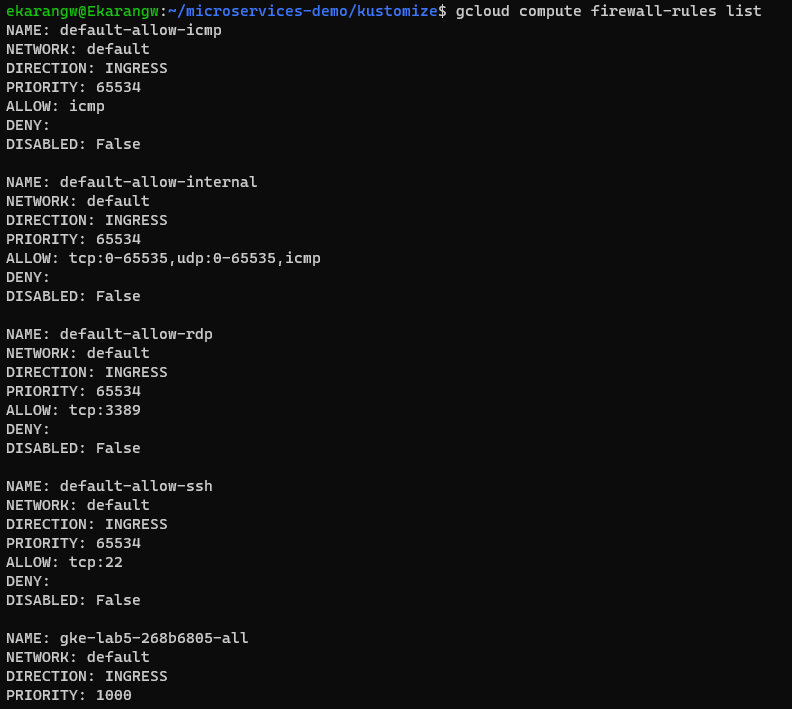 ekarangw@Ekarangw:~/microservices-demo/kustomize$ gcloud compute firewall-rules list
NAME: default-allow-icmp
NETWORK: default
DIRECTION: INGRESS
PRIORITY: 65534
ALLOW: icmp
DENY:
DISABLED: False

NAME: default-allow-internal
NETWORK: default
DIRECTION: INGRESS
PRIORITY: 65534
ALLOW: tcp:0-65535,udp:0-65535,icmp
DENY:
DISABLED: False

NAME: default-allow-rdp
NETWORK: default
DIRECTION: INGRESS
PRIORITY: 65534
ALLOW: tcp:3389
DENY:
DISABLED: False

NAME: default-allow-ssh
NETWORK: default
DIRECTION: INGRESS
PRIORITY: 65534
ALLOW: tcp:22
DENY:
DISABLED: False

NAME: gke-lab5-268b6805-all
NETWORK: default
DIRECTION: INGRESS
PRIORITY: 1000